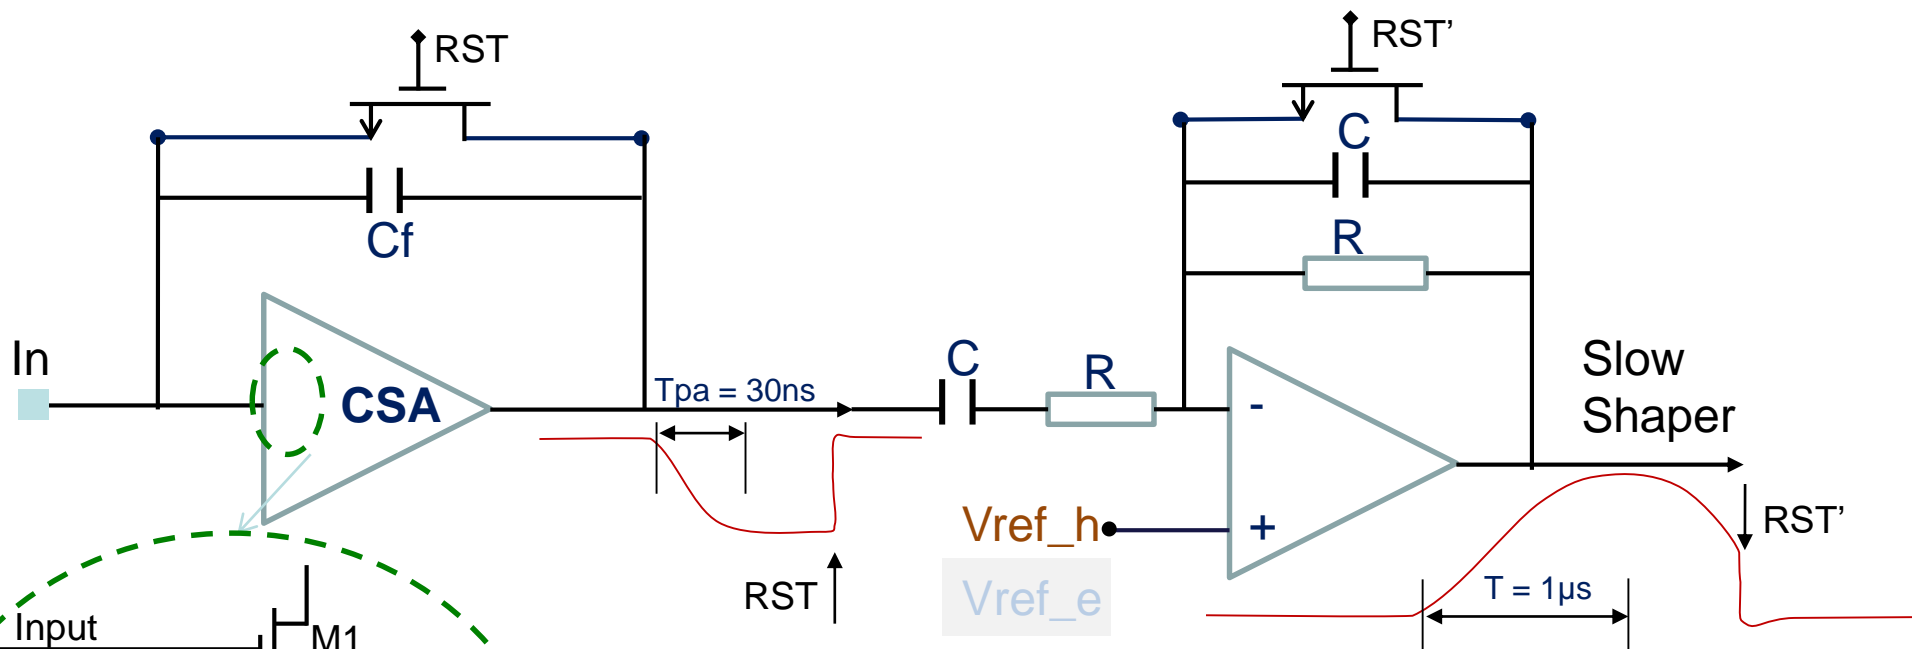 RST
RST’
C
Cf
R
In
CSA
Tpa = 30ns
C
R
-
+
Slow
Shaper
Vref_h
Vref_e
RST
RST’
T = 1µs
Input
M1